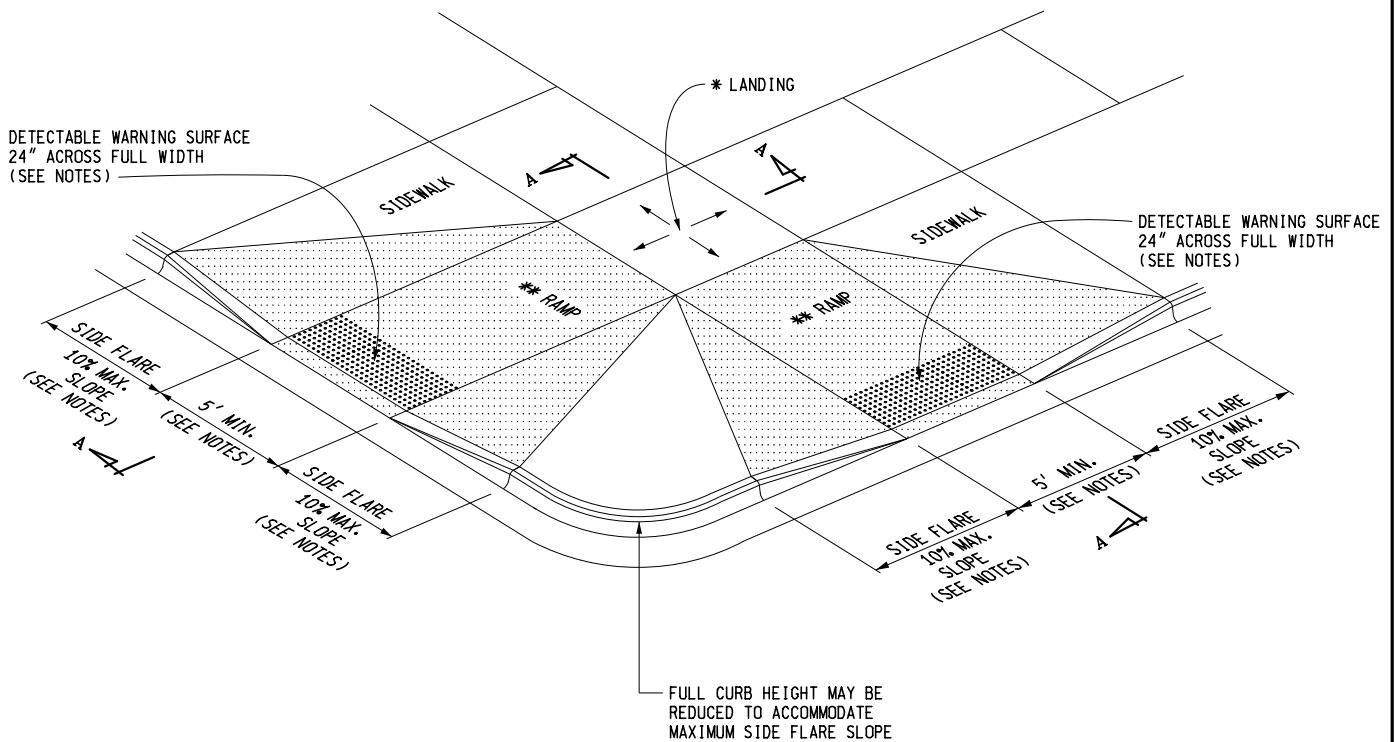 * LANDING
DETECTABLE WARNING SURFACE
24" ACROSS FULL WIDTH
(SEE NOTES)
A
A
SIDEWALK
SIDEWALK
DETECTABLE WARNING SURFACE
24" ACROSS FULL WIDTH
(SEE NOTES)
** RAMP
** RAMP
SIDE FLARE
10% MAX.
SLOPE
(SEE NOTES)
5' MIN.
(SEE NOTES)
SIDE FLARE
10% MAX.
SLOPE
(SEE NOTES)
A
SIDE FLARE
10% MAX.
SLOPE
(SEE NOTES)
5' MIN.
(SEE NOTES)
SIDE FLARE
10% MAX.
SLOPE
(SEE NOTES)
A
FULL CURB HEIGHT MAY BE
REDUCED TO ACCOMMODATE
MAXIMUM SIDE FLARE SLOPE